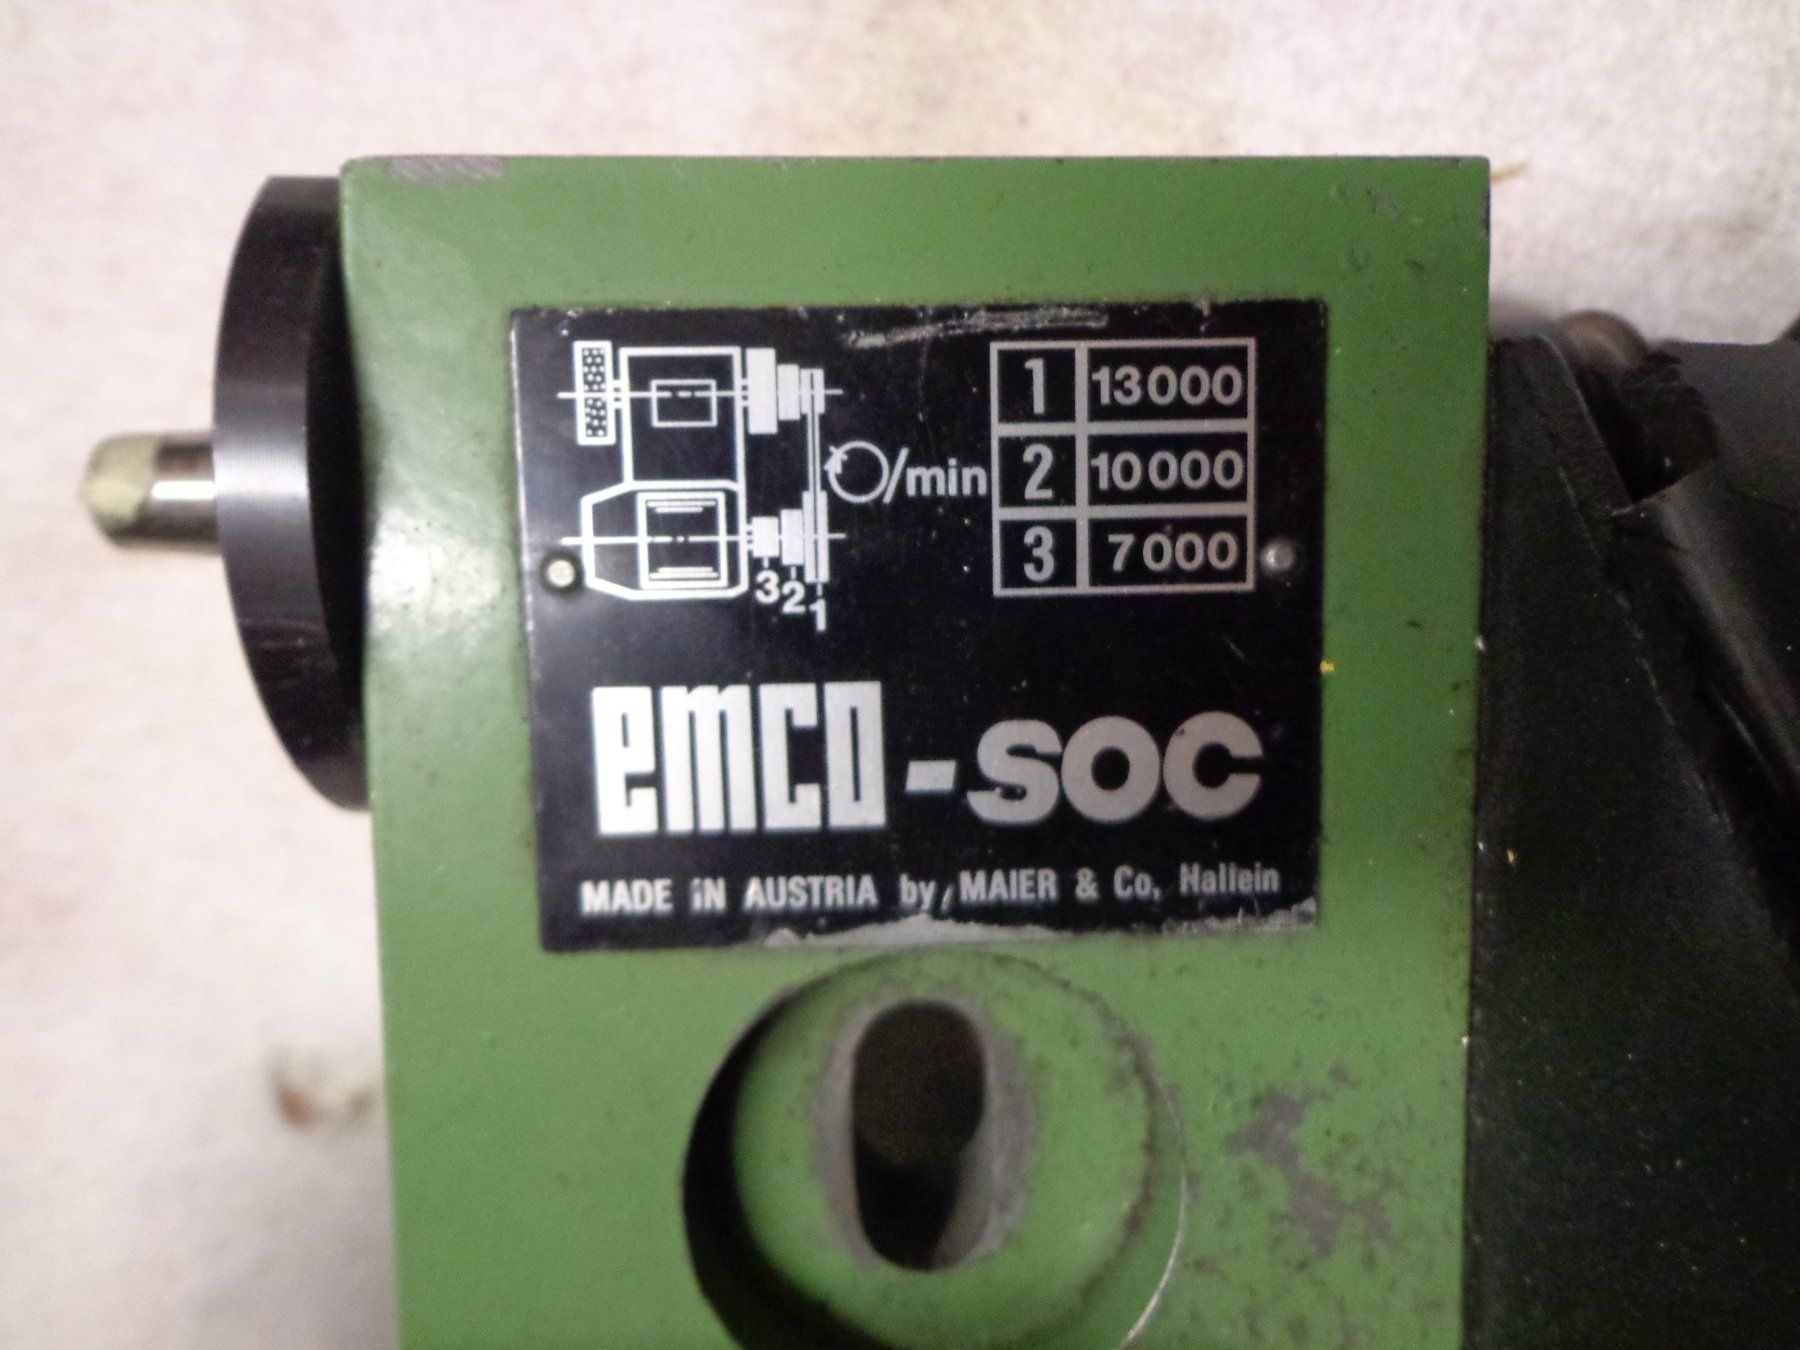 1 13000
2 10000
/min
3 7000
3 2 1
emco-SOC
MADE IN AUSTRIA by MAIER & Co. Hallein